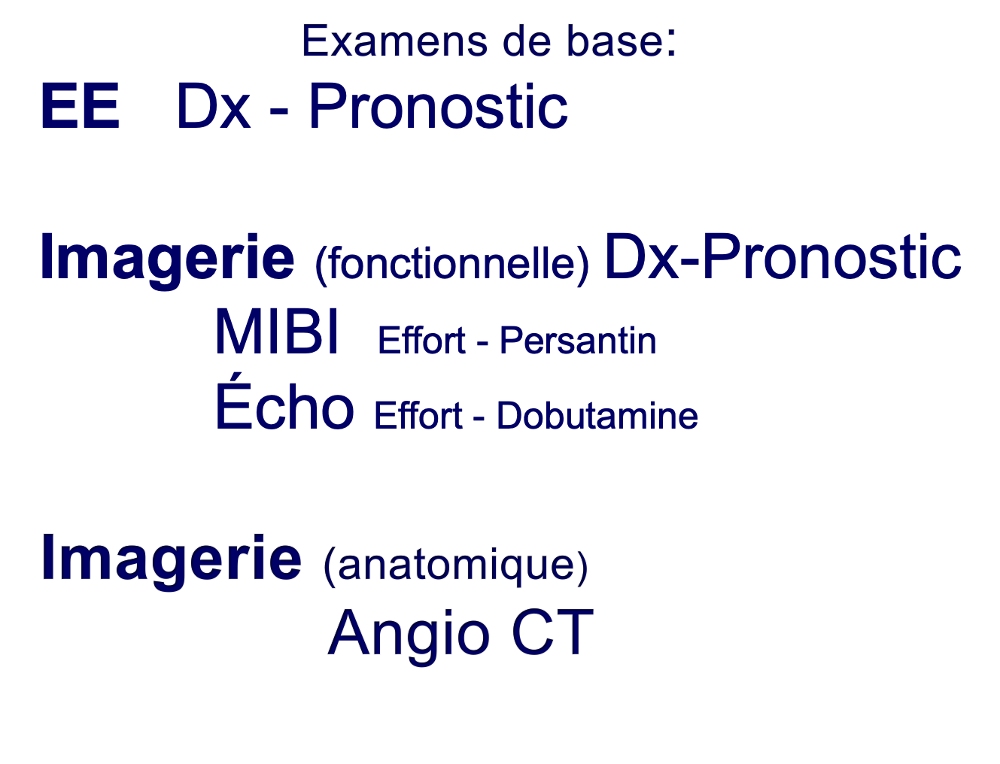 Examens de base:
EE Dx - Pronostic
Imagerie (fonctionnelle) Dx-Pronostic
MIBI Effort - Persantin
Écho Effort - Dobutamine
Imagerie (anatomique)
Angio CT